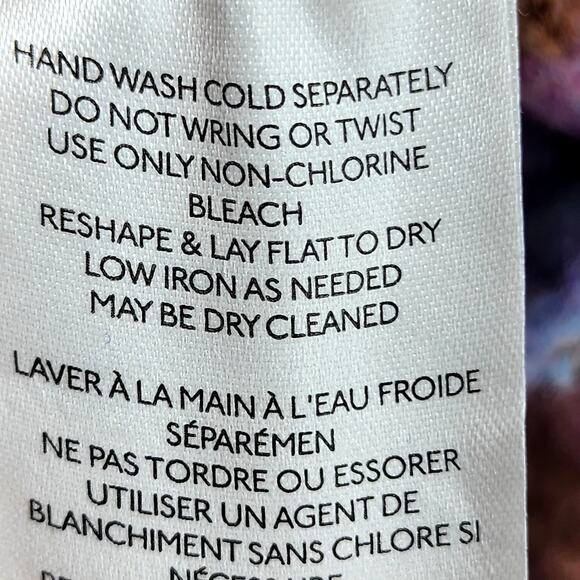 HAND WASH COLD SEPARATELY
DO NOT WRING OR TWIST
USE ONLY NON-CHLORINE
BLEACH
RESHAPE & LAY FLAT TO DRY
LOW IRON AS NEEDED
MAY BE DRY CLEANED
LAVER À LA MAIN À L'EAU FROIDE
SÉPARÉMEN
NE PAS TORDRE OU ESSORER
UTILISER UN AGENT DE
BLANCHIMENT SANS CHLORE SI